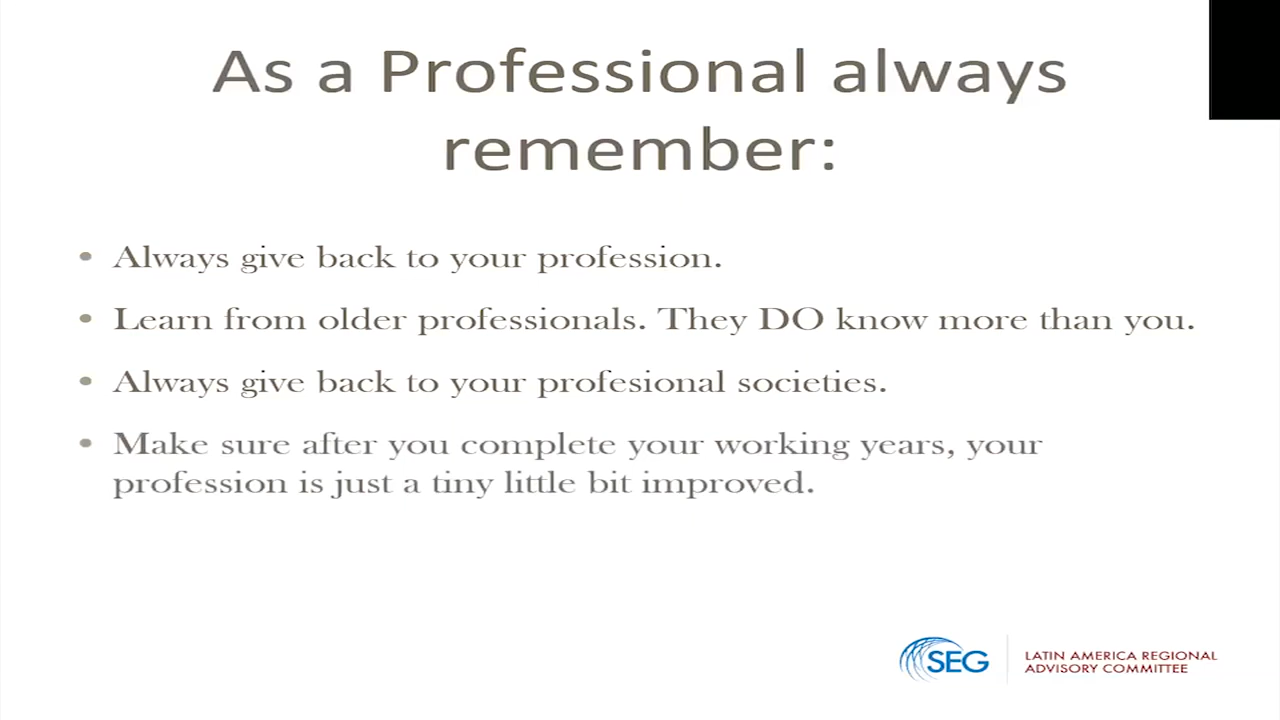 As a Professional always
remember:
• Always give back to your profession.
• Learn from older professionals. They DO know more than you.
• Always give back to your profesional societies.
• Make sure after you complete your working years, your
profession is just a tiny little bit improved.
SEG
LATIN AMERICA REGIONAL
ADVISORY COMMITTEE